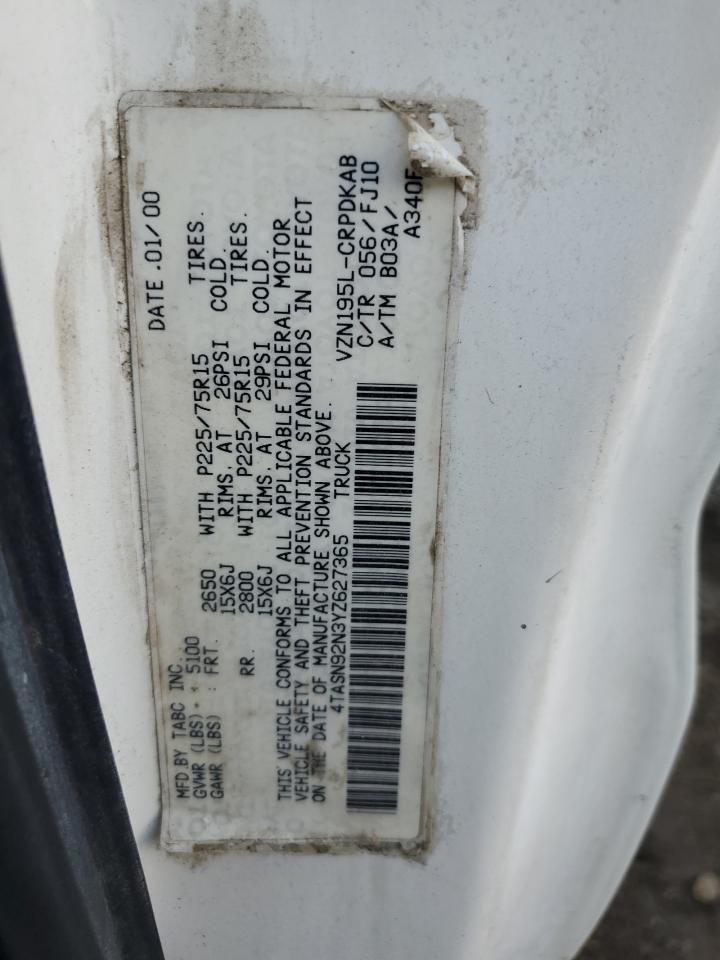 MFD.BY TABC INC. DATE .01/00
GVWR (LBS) : 5100
GAWR (LBS) : FRT. 2650 WITH P225/75R15 TIRES.
15X6J RIMS, AT 26PSI COLD.
RR. 2800 WITH P225/75R15 TIRES.
15X6J RIMS, AT 29PSI COLD.
THIS VEHICLE CONFORMS TO ALL APPLICABLE FEDERAL MOTOR
VEHICLE SAFETY AND THEFT PREVENTION STANDARDS IN EFFECT
ON THE DATE OF MANUFACTURE SHOWN ABOVE.
4TASN92N3YZ627365 TRUCK
VZN195L-CRPDKAB
C/TR 056/FJ10
A/TM B03A/
A340F